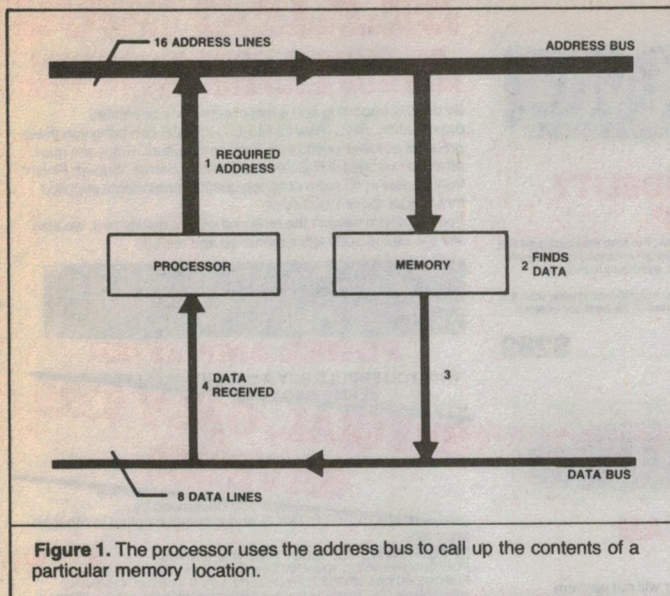 16 ADDRESS LINES
ADDRESS BUS
1 REQUIRED
ADDRESS
PROCESSOR
MEMORY
2 FINDS
DATA
4 DATA
RECEIVED
3
8 DATA LINES
DATA BUS
Figure 1. The processor uses the address bus to call up the contents of a
particular memory location.